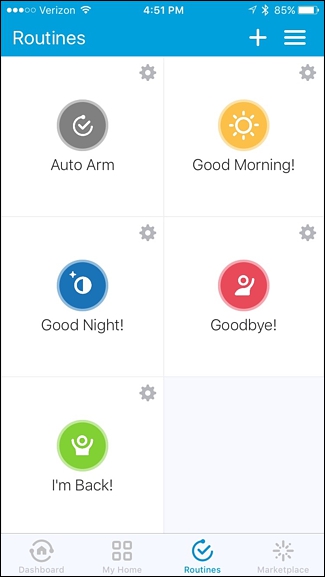 Verizon 4:51 PM 85%
Routines
Auto Arm Good Morning!
Good Night! Goodbye!
I'm Back!
Dashboard My Home Routines Marketplace